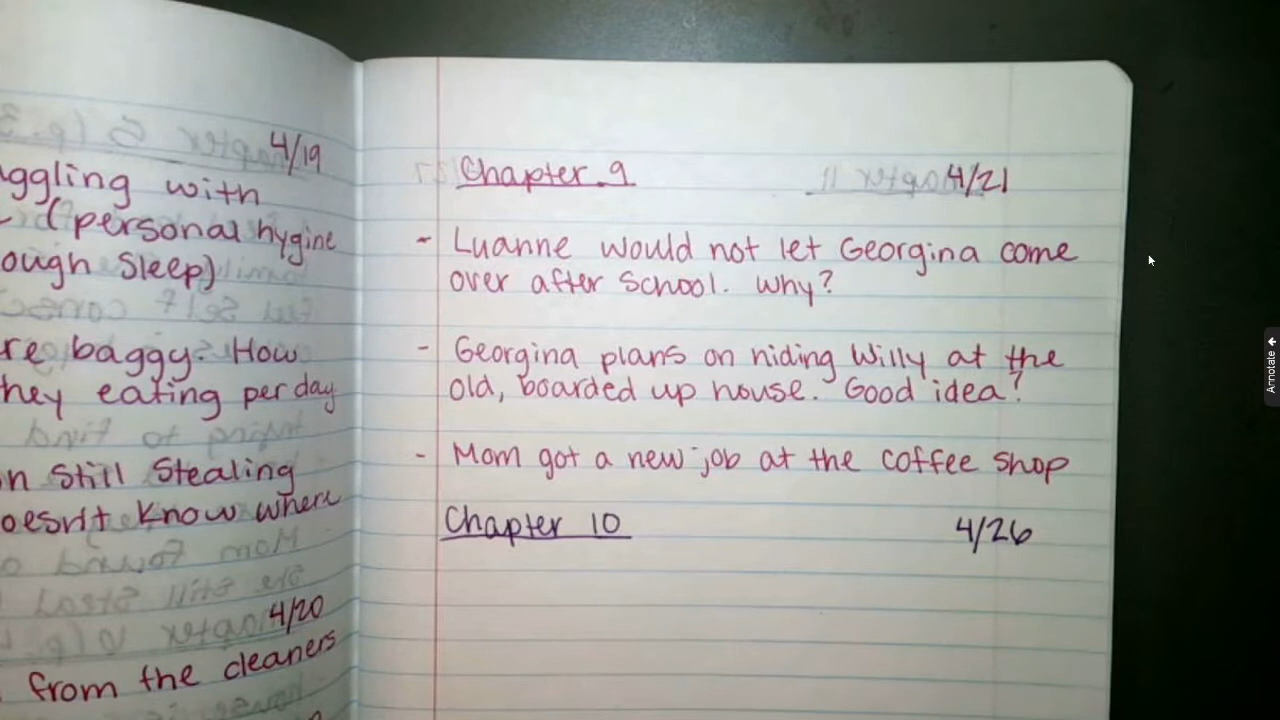 4/19
ggling with
(personal hygine
ough Sleep)
re baggy. How
hey eating per day
n Still Stealing
oesn't know where
4/20
from the cleaners
Chapter 9 4/21
- Luanne would not let Georgina come
over after School. Why?
- Georgina plans on hiding Willy at the
old, boarded up house. Good idea?
- Mom got a new job at the coffee shop
Chapter 10 4/26
Annotate